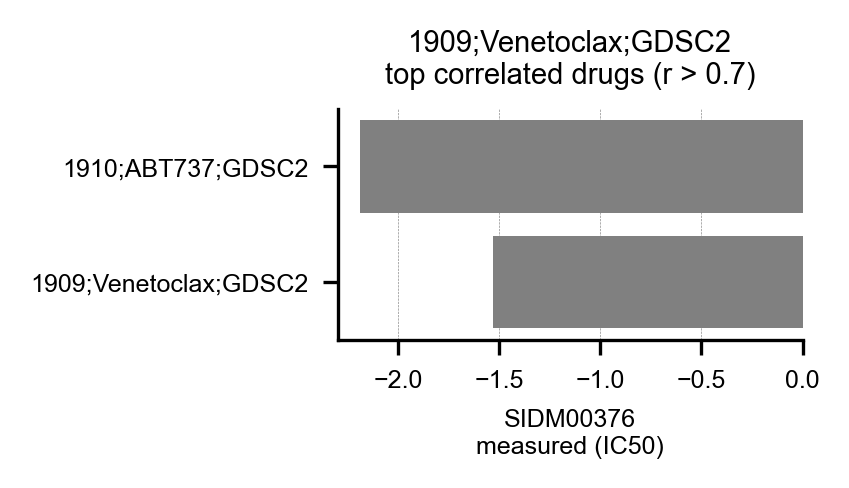 1909;Venetoclax;GDSC2
top correlated drugs (r > 0.7)
1910;ABT737;GDSC2
1909;Venetoclax;GDSC2
−2.0 −1.5 −1.0 −0.5 0.0
SIDM00376
measured (IC50)